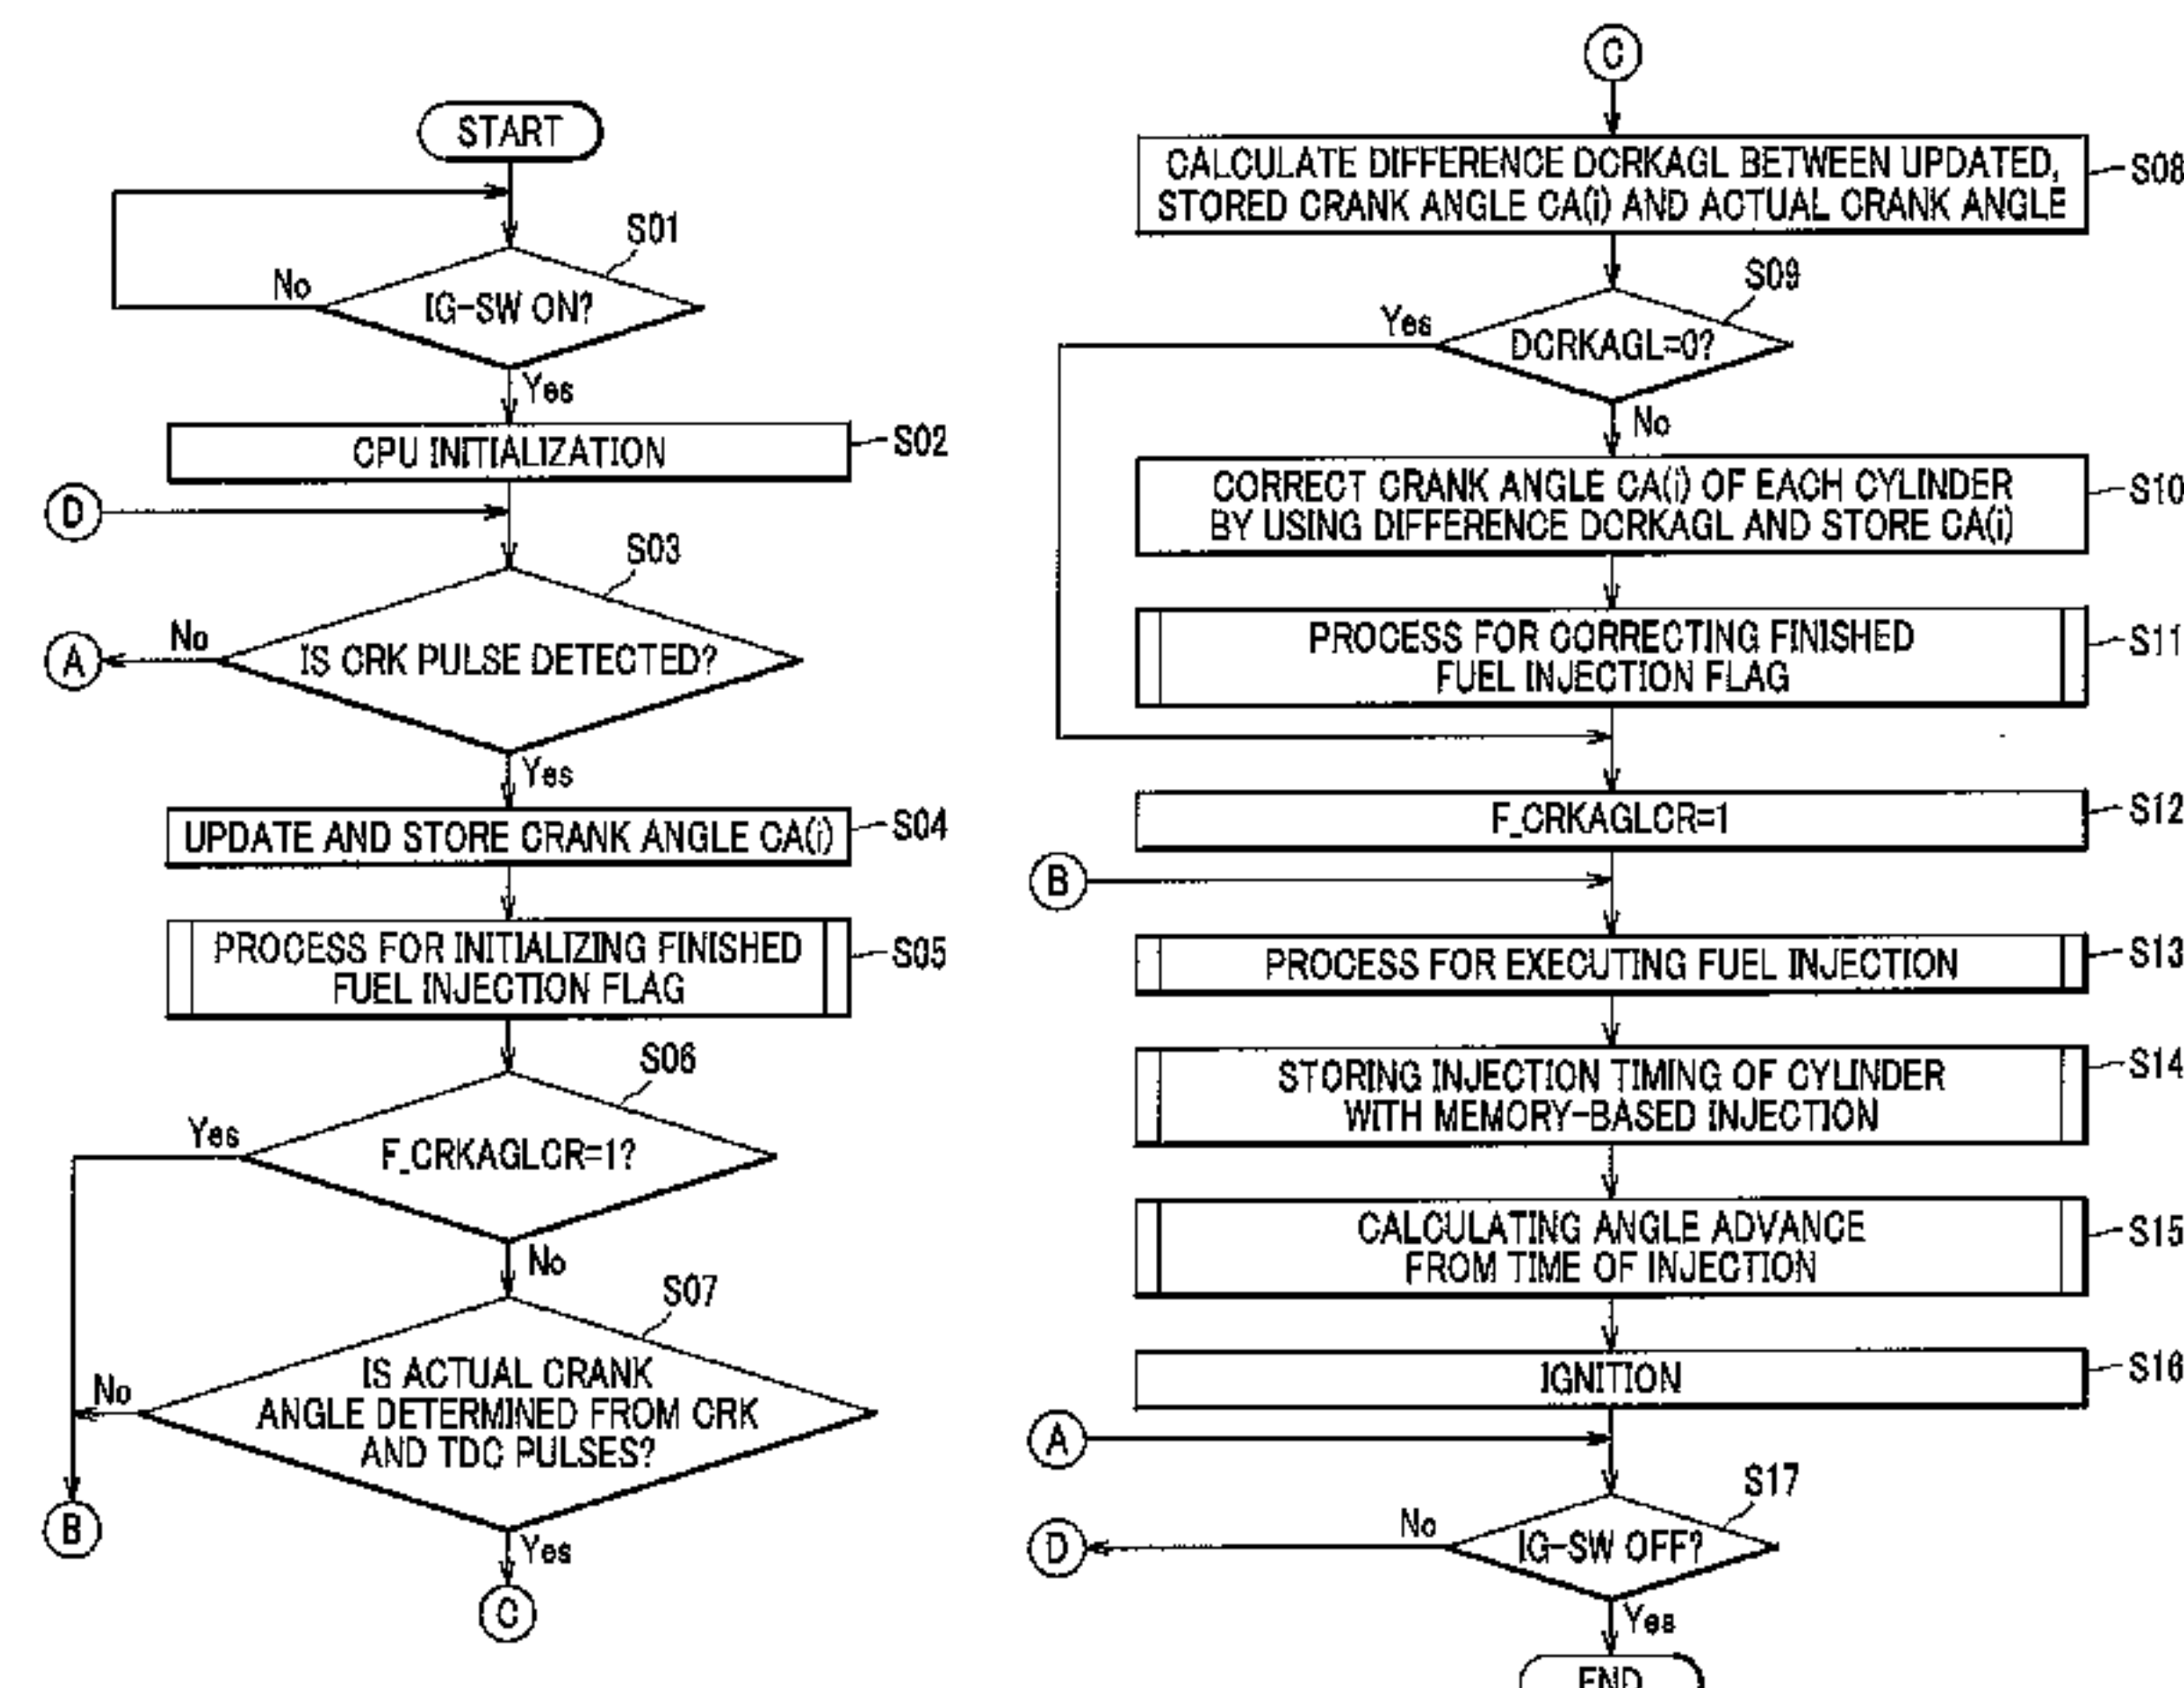 START
S01
No
IG-SW ON?
Yes
CPU INITIALIZATION
S02
D
S03
No
A
IS CRK PULSE DETECTED?
Yes
UPDATE AND STORE CRANK ANGLE CA(i)
S04
PROCESS FOR INITIALIZING FINISHED
FUEL INJECTION FLAG
S05
S06
Yes
F_CRKAGLCR=1?
No
S07
No
IS ACTUAL CRANK
ANGLE DETERMINED FROM CRK
AND TDC PULSES?
B
Yes
C
C
CALCULATE DIFFERENCE DCRKAGL BETWEEN UPDATED,
STORED CRANK ANGLE CA(i) AND ACTUAL CRANK ANGLE
S08
S09
Yes
DCRKAGL=0?
No
CORRECT CRANK ANGLE CA(i) OF EACH CYLINDER
BY USING DIFFERENCE DCRKAGL AND STORE CA(i)
S10
PROCESS FOR CORRECTING FINISHED
FUEL INJECTION FLAG
S11
F_CRKAGLCR=1
S12
B
PROCESS FOR EXECUTING FUEL INJECTION
S13
STORING INJECTION TIMING OF CYLINDER
WITH MEMORY-BASED INJECTION
S14
CALCULATING ANGLE ADVANCE
FROM TIME OF INJECTION
S15
IGNITION
S16
A
S17
No
D
IG-SW OFF?
Yes
END